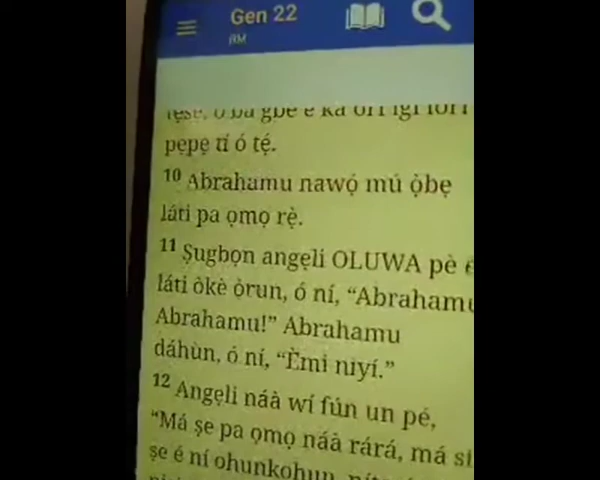 Gen 22
BM
pẹpẹ tí ó tẹ́.
10 Abrahamu nawọ́ mú ọ̀bẹ
láti pa ọmọ rẹ̀.
11 Ṣugbọn angẹli OLUWA pè é
láti òkè ọ̀run, ó ní, “Abrahamu
Abrahamu!” Abrahamu
dáhùn, ó ní, “Èmi nìyí.”
12 Angẹli náà wí fún un pé,
“Má ṣe pa ọmọ náà rárá, má
ṣe é ní ohunkohun,